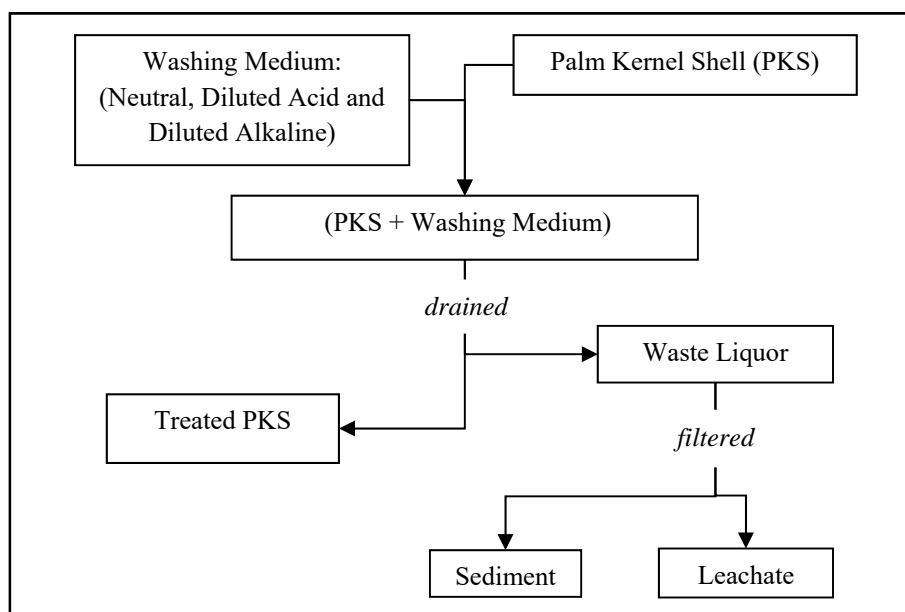 Washing Medium:
(Neutral, Diluted Acid and
Diluted Alkaline)
Palm Kernel Shell (PKS)
(PKS + Washing Medium)
drained
Waste Liquor
Treated PKS
filtered
Sediment
Leachate